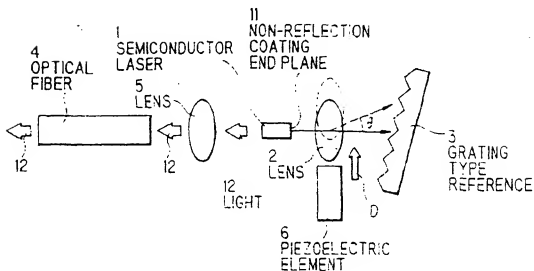 4
OPTICAL
FIBER
1
SEMICONDUCTOR
LASER
11
NON-REFLECTION
COATING
END PLANE
5
LENS
12
12
12
LIGHT
2
LENS
θ
D
3
GRATING
TYPE
REFERENCE
6
PIEZOELECTRIC
ELEMENT